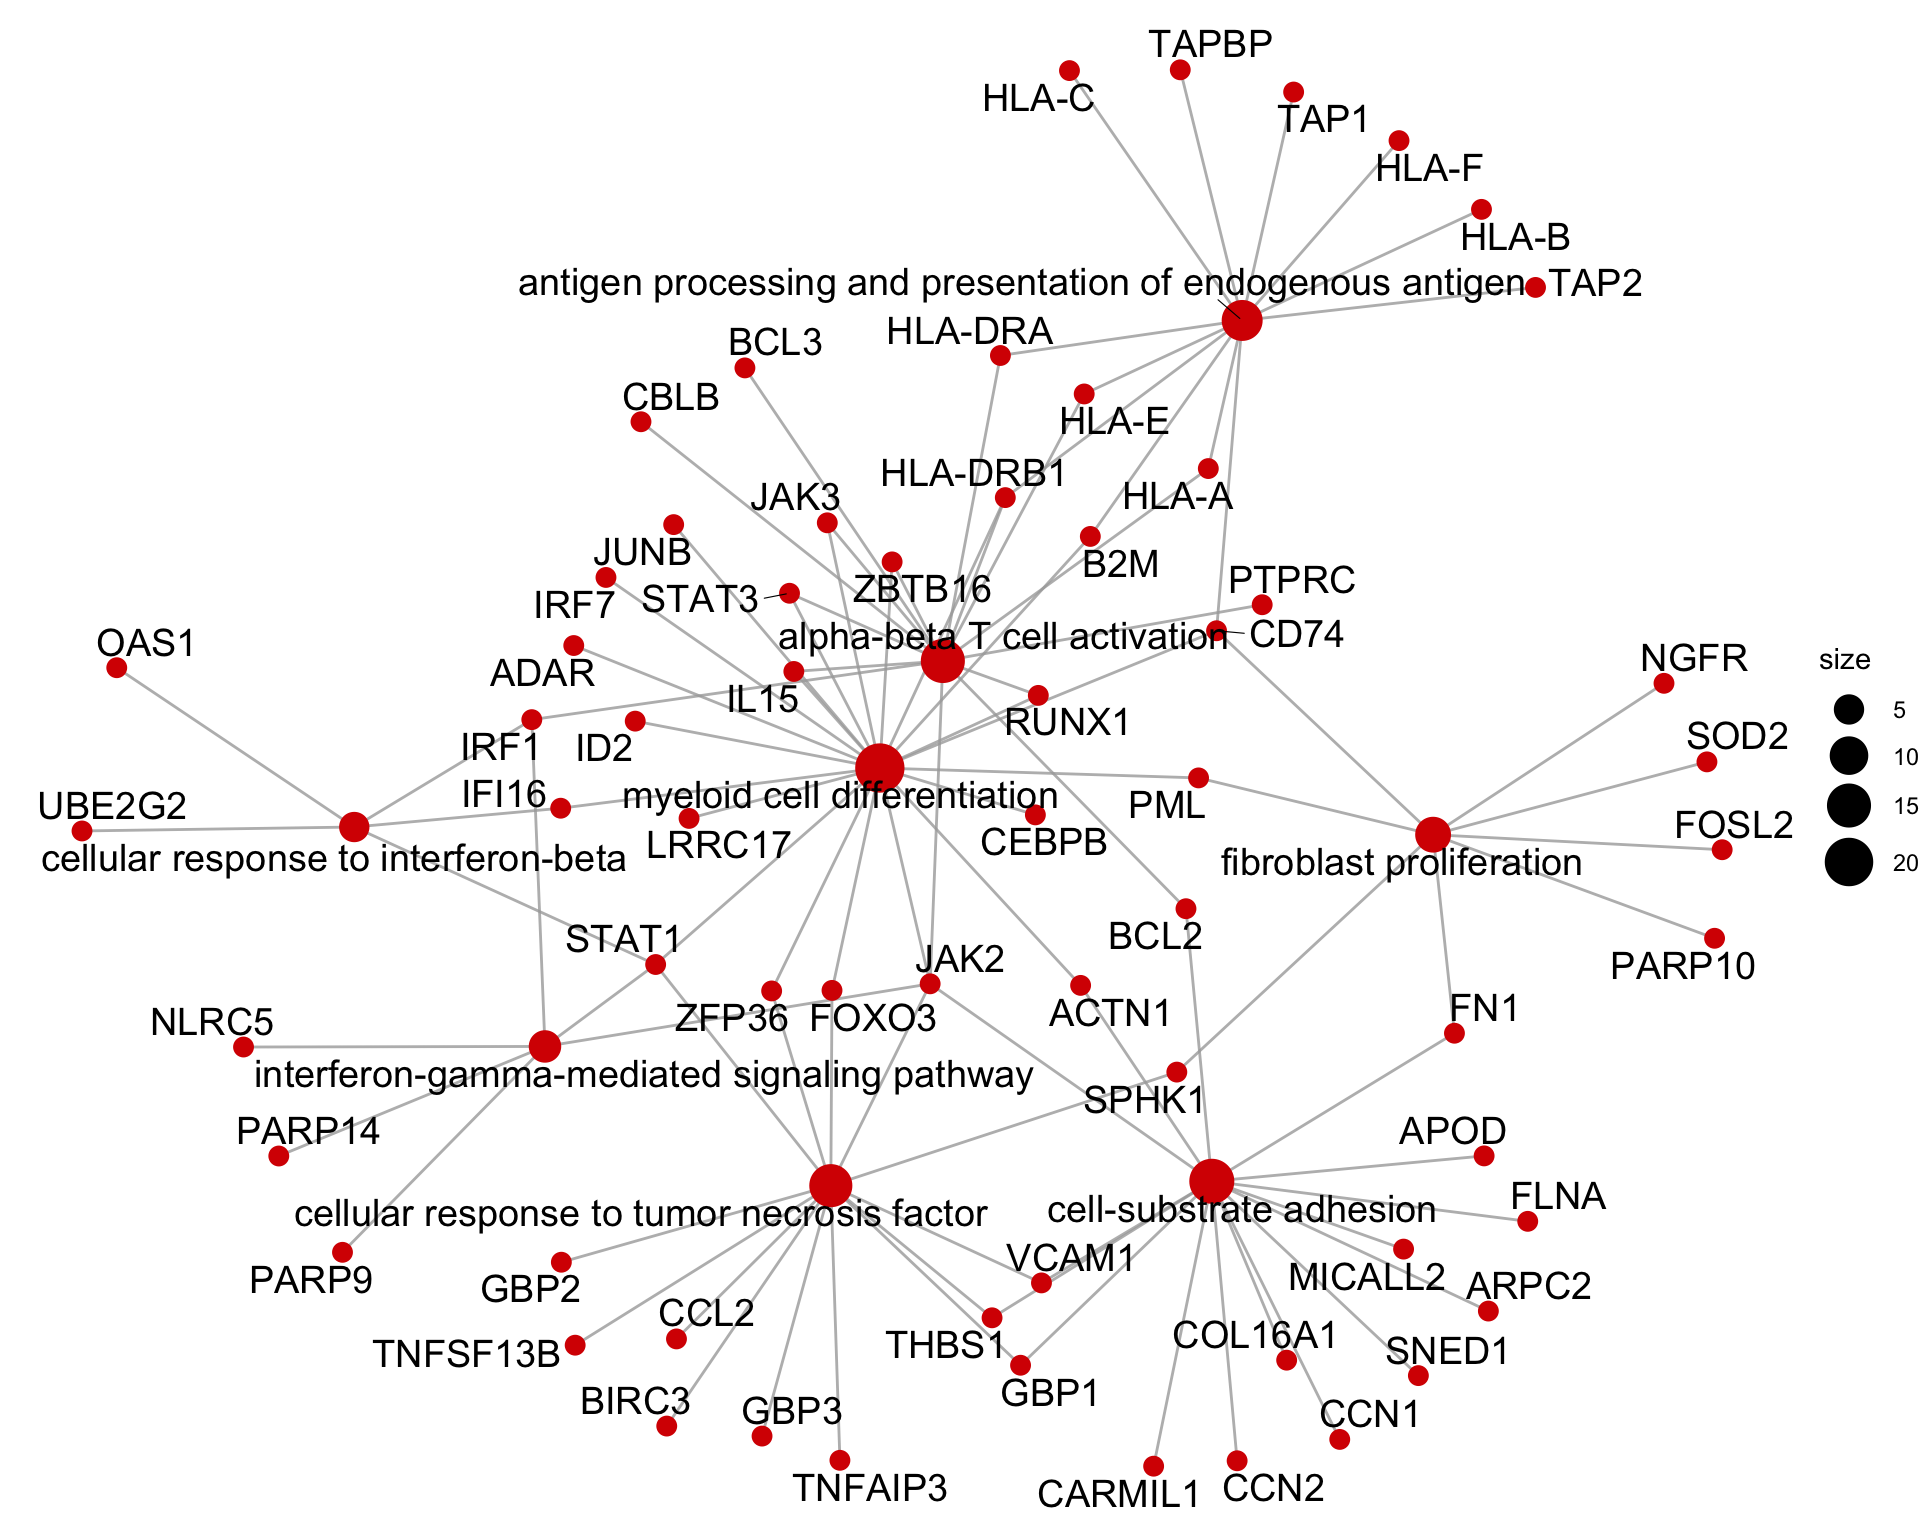 TAPBP
HLA-C
TAP1
HLA-F
HLA-B
antigen processing and presentation of endogenous antigen
TAP2
HLA-DRA
BCL3
CBLB
HLA-E
HLA-DRB1
JAK3
HLA-A
JUNB
B2M
ZBTB16
PTPRC
STAT3
IRF7
alpha-beta T cell activation
CD74
OAS1
ADAR
NGFR
size
IL15
RUNX1
5
SOD2
IRF1
ID2
10
IFI16
myeloid cell differentiation
UBE2G2
PML
15
FOSL2
LRRC17
CEBPB
cellular response to interferon-beta
fibroblast proliferation
20
STAT1
BCL2
JAK2
PARP10
FN1
NLRC5
ZFP36
FOXO3
ACTN1
interferon-gamma-mediated signaling pathway
SPHK1
PARP14
APOD
FLNA
cellular response to tumor necrosis factor
cell-substrate adhesion
VCAM1
PARP9
GBP2
MICALL2
ARPC2
CCL2
COL16A1
THBS1
TNFSF13B
SNED1
GBP1
BIRC3
GBP3
CCN1
TNFAIP3
CARMIL1
CCN2